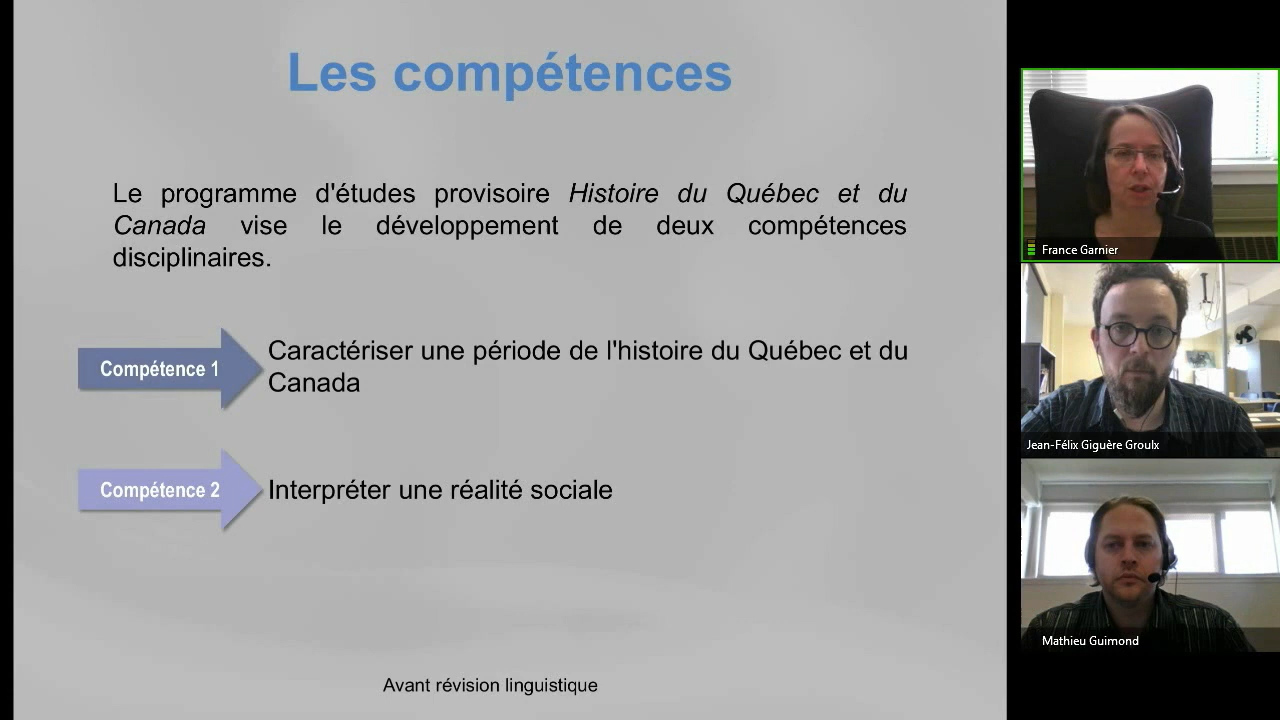 Les compétences
Le programme d'études provisoire Histoire du Québec et du
Canada vise le développement de deux compétences
disciplinaires.
Compétence 1
Caractériser une période de l'histoire du Québec et du
Canada
Compétence 2
Interpréter une réalité sociale
Avant révision linguistique
France Garnier
Jean-Félix Giguère Groulx
Mathieu Guimond